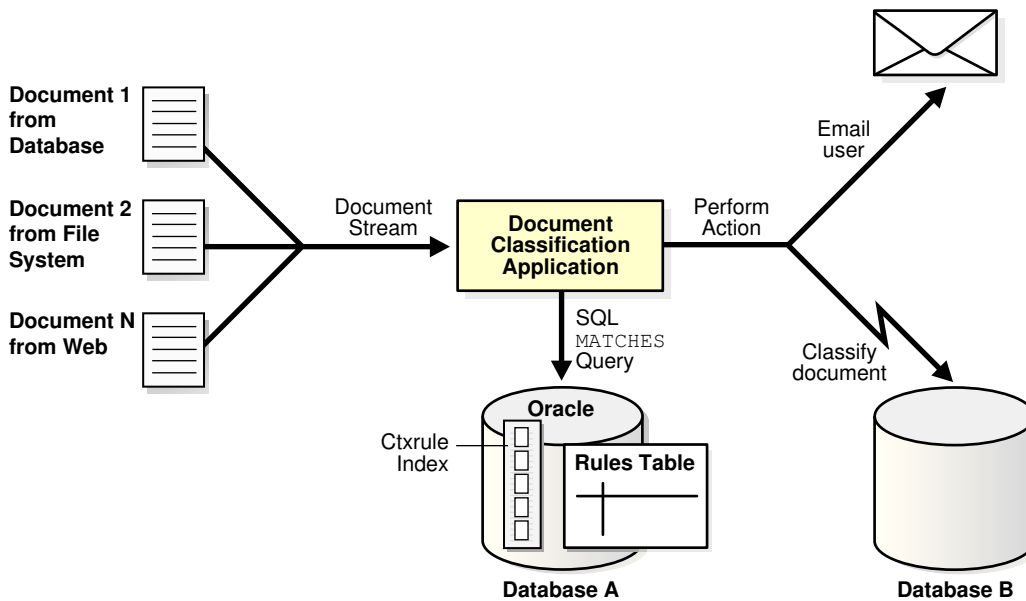 Document 1
from
Database
Document 2
from File
System
Document N
from Web
Document
Stream
Document
Classification
Application
Perform
Action
Email
user
SQL
MATCHES
Query
Classify
document
Oracle
Ctxrule
Index
Rules Table
Database A
Database B